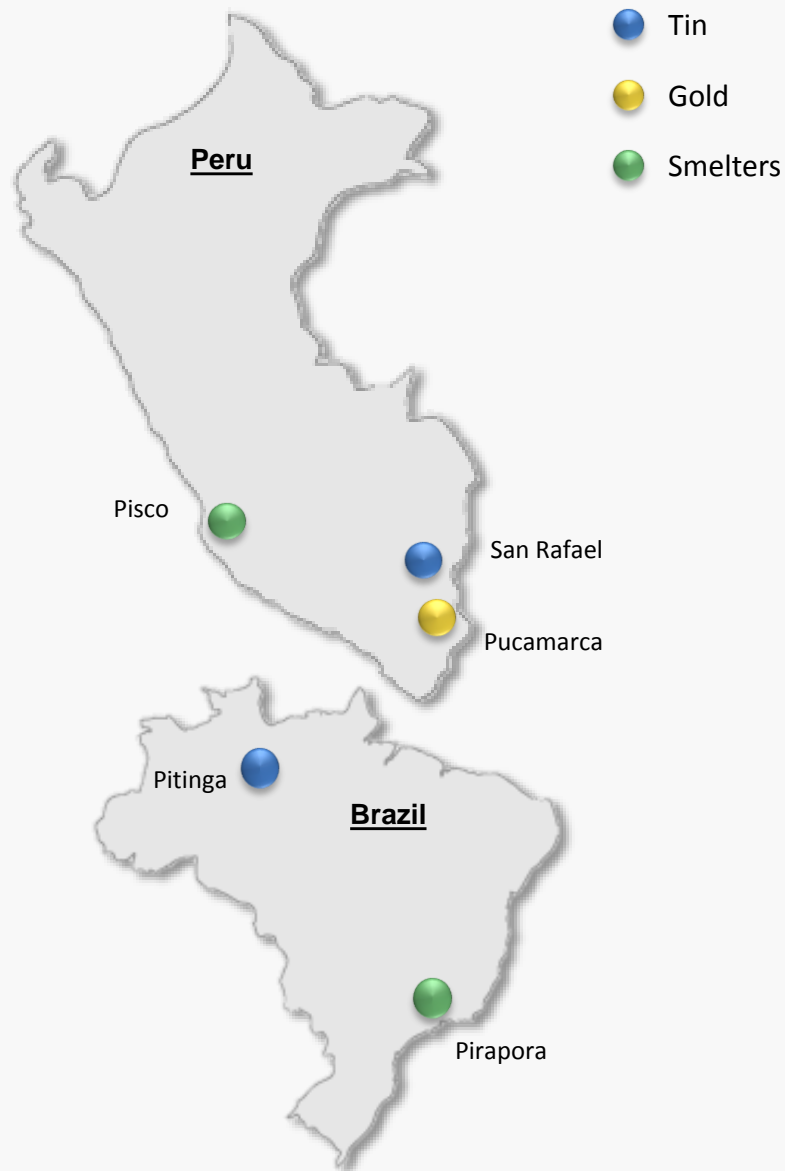 Tin
Gold
Smelters
Peru
Pisco
San Rafael
Pucamarca
Pitinga
Brazil
Pirapora